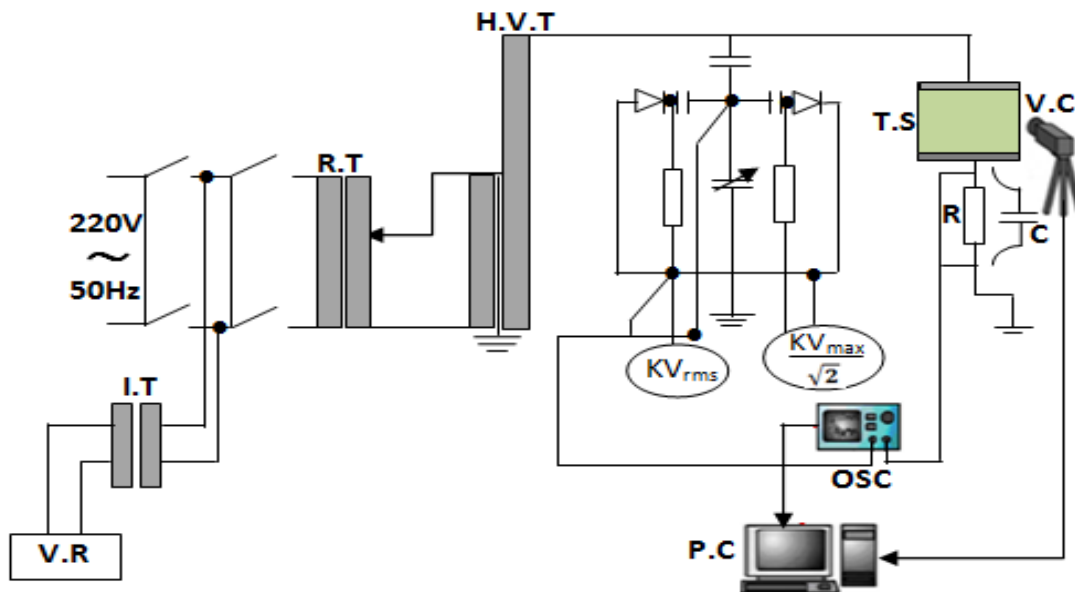 H.V.T
V.C
T.S
R.T
220V
~
50Hz
R
C
KVrms
KVmax
√2
I.T
OSC
V.R
P.C